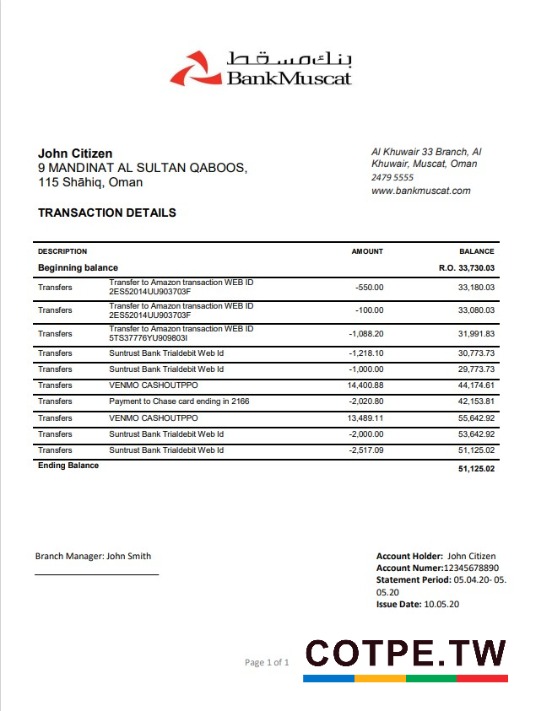 بنك مسقط
BankMuscat
John Citizen
9 MANDINAT AL SULTAN QABOOS,
115 Shāhiq, Oman
Al Khuwair 33 Branch, Al
Khuwair, Muscat, Oman
2479 5555
www.bankmuscat.com
TRANSACTION DETAILS
DESCRIPTION AMOUNT BALANCE
Beginning balance R.O. 33,730.03
Transfers Transfer to Amazon transaction WEB ID
2ES52014UU903703F -550.00 33,180.03
Transfers Transfer to Amazon transaction WEB ID
2ES52014UU903703F -100.00 33,080.03
Transfers Transfer to Amazon transaction WEB ID
5TS37776YU909803I -1,088.20 31,991.83
Transfers Suntrust Bank Trialdebit Web Id -1,218.10 30,773.73
Transfers Suntrust Bank Trialdebit Web Id -1,000.00 29,773.73
Transfers VENMO CASHOUTPPO 14,400.88 44,174.61
Transfers Payment to Chase card ending in 2166 -2,020.80 42,153.81
Transfers VENMO CASHOUTPPO 13,489.11 55,642.92
Transfers Suntrust Bank Trialdebit Web Id -2,000.00 53,642.92
Transfers Suntrust Bank Trialdebit Web Id -2,517.09 51,125.02
Ending Balance 51,125.02
Branch Manager: John Smith
Account Holder: John Citizen
Account Numer:12345678890
Statement Period: 05.04.20- 05.
05.20
Issue Date: 10.05.20
Page 1 of 1
COTPE.TW